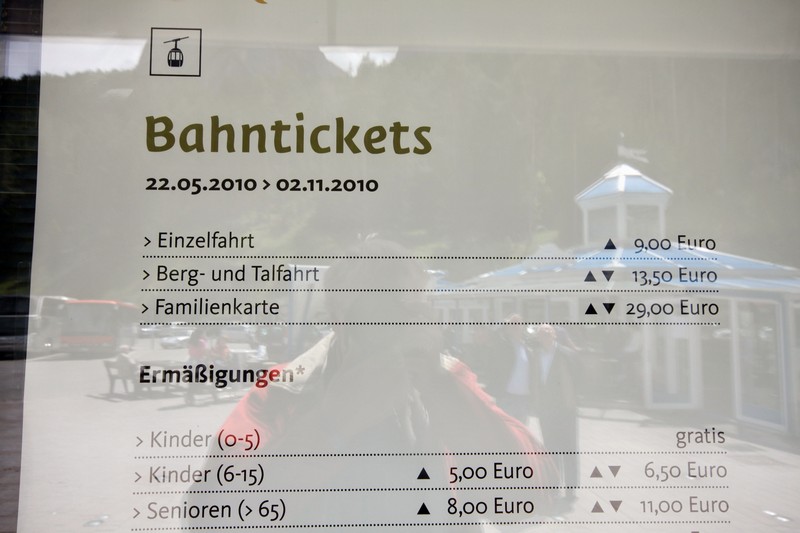 Bahntickets
22.05.2010 > 02.11.2010
> Einzelfahrt ▲ 9,00 Euro
> Berg- und Talfahrt ▲▼ 13,50 Euro
> Familienkarte ▲▼ 29,00 Euro
Ermäßigungen*
> Kinder (0-5) gratis
> Kinder (6-15) ▲ 5,00 Euro ▲▼ 6,50 Euro
> Senioren (> 65) ▲ 8,00 Euro ▲▼ 11,00 Euro